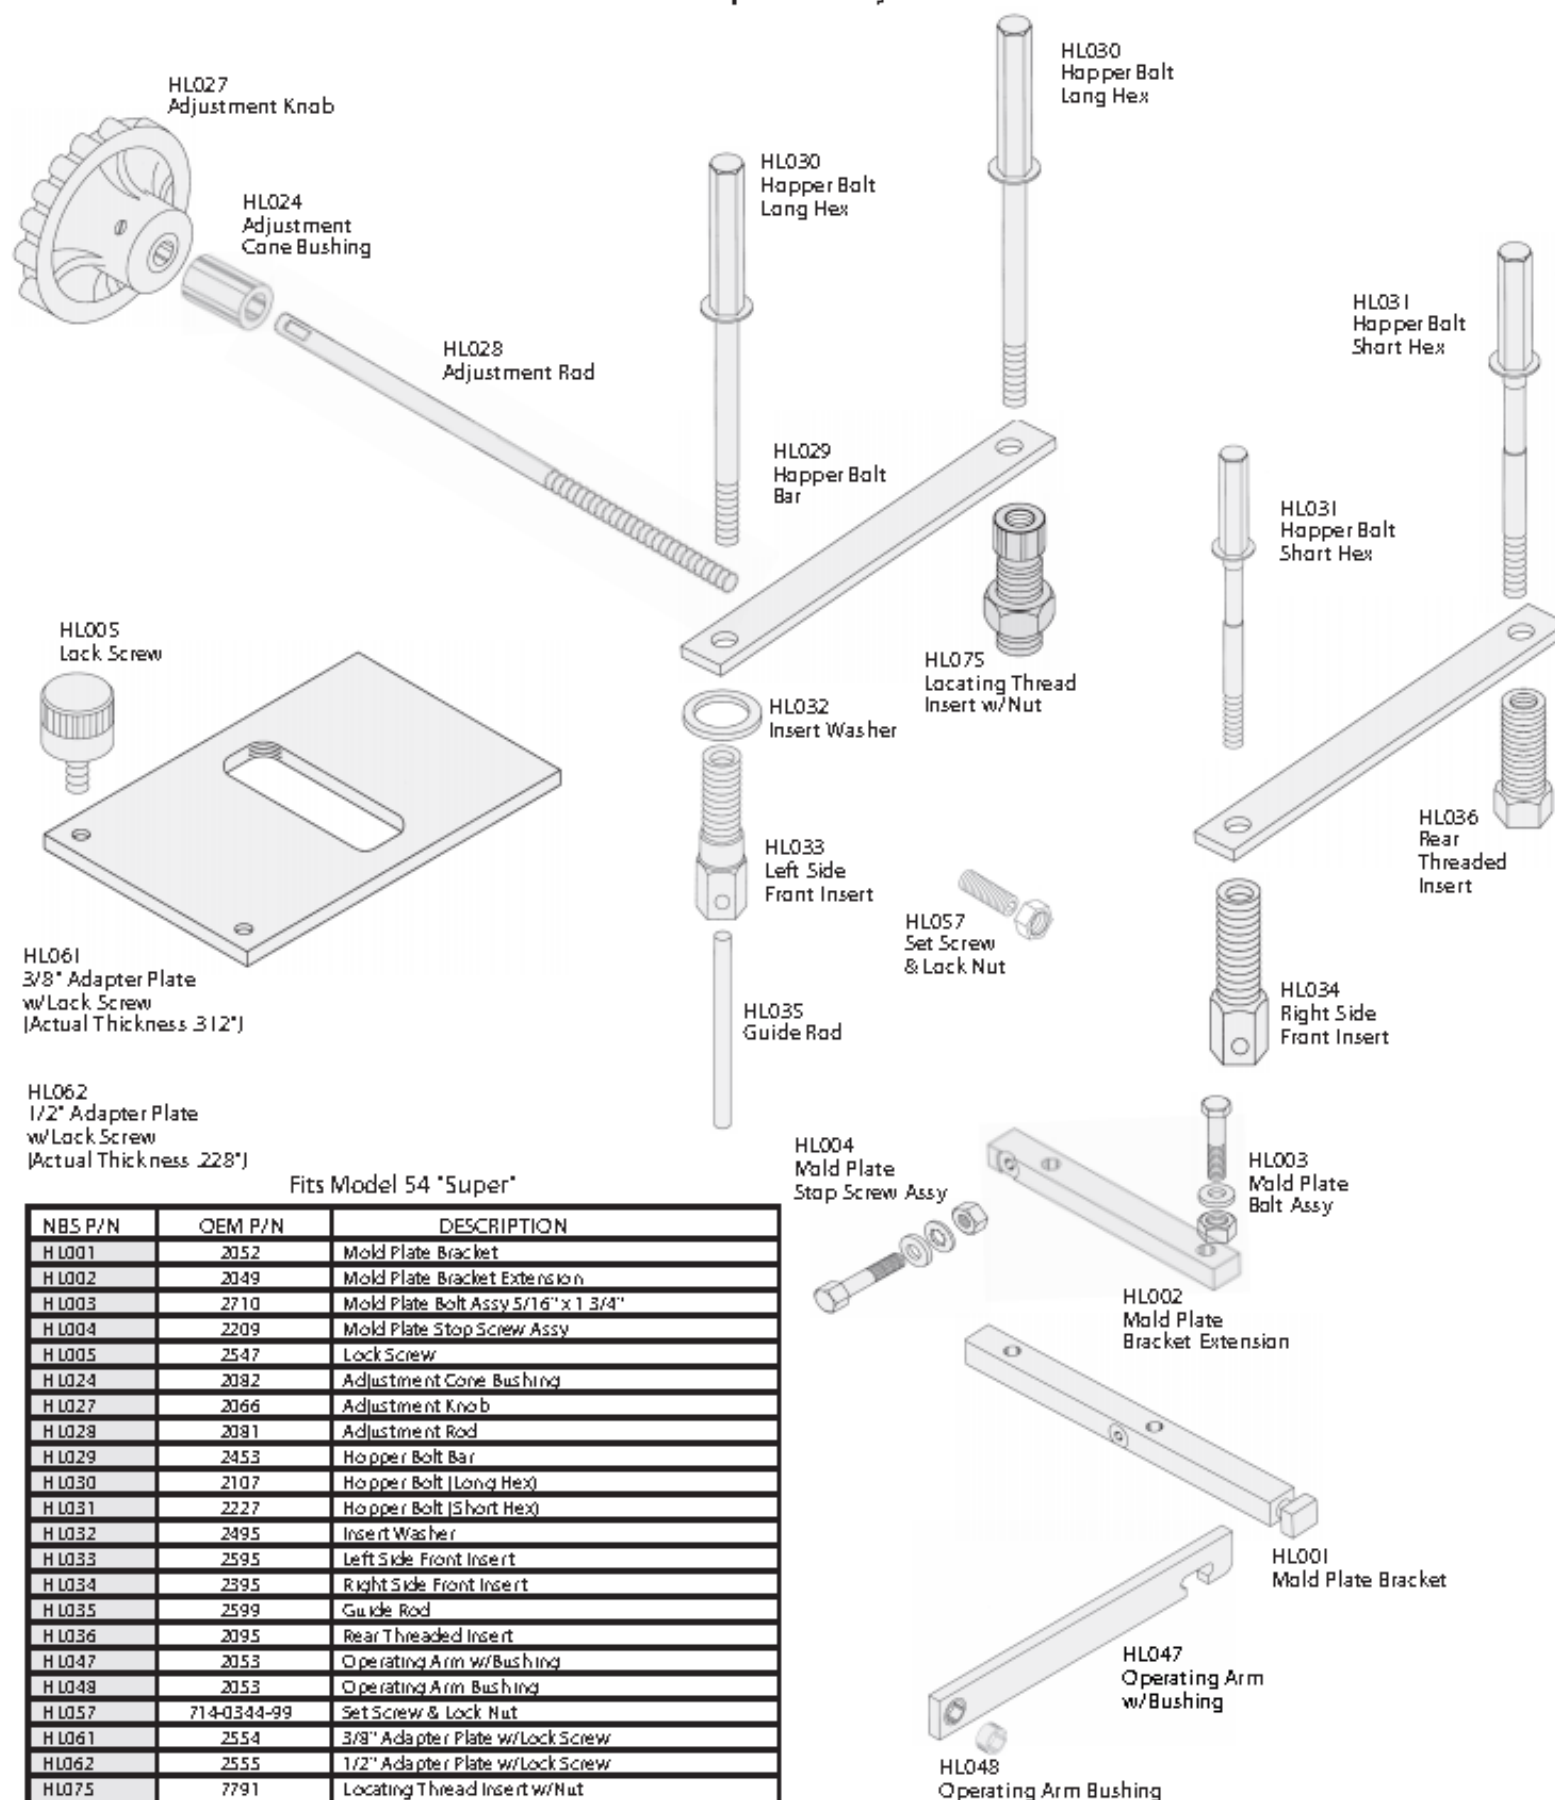 HL030
Hopper Bolt
Long Hex
HL027
Adjustment Knob
HL030
Hopper Bolt
Long Hex
HL024
Adjustment
Cone Bushing
HL031
Hopper Bolt
Short Hex
HL028
Adjustment Rod
HL029
Hopper Bolt
Bar
HL031
Hopper Bolt
Short Hex
HL005
Lock Screw
HL075
Locating Thread
Insert w/Nut
HL032
Insert Washer
HL036
Rear
Threaded
Insert
HL033
Left Side
Front Insert
HL057
Set Screw
& Lock Nut
HL061
3/8" Adapter Plate
w/Lock Screw
(Actual Thickness .312")
HL034
Right Side
Front Insert
HL035
Guide Rod
HL062
1/2" Adapter Plate
w/Lock Screw
(Actual Thickness .228")
HL004
Mold Plate
Stop Screw Assy
HL003
Mold Plate
Bolt Assy
HL002
Mold Plate
Bracket Extension
HL001
Mold Plate Bracket
HL047
Operating Arm
w/Bushing
HL048
Operating Arm Bushing
Fits Model 54 "Super"
NBS P/N OEM P/N DESCRIPTION
HL001 2052 Mold Plate Bracket
HL002 2049 Mold Plate Bracket Extension
HL003 2710 Mold Plate Bolt Assy 5/16" x 1 3/4"
HL004 2209 Mold Plate Stop Screw Assy
HL005 2547 Lock Screw
HL024 2082 Adjustment Cone Bushing
HL027 2066 Adjustment Knob
HL028 2081 Adjustment Rod
HL029 2453 Hopper Bolt Bar
HL030 2107 Hopper Bolt (Long Hex)
HL031 2227 Hopper Bolt (Short Hex)
HL032 2495 Insert Washer
HL033 2595 Left Side Front Insert
HL034 2395 Right Side Front Insert
HL035 2599 Guide Rod
HL036 2095 Rear Threaded Insert
HL047 2053 Operating Arm w/Bushing
HL048 2053 Operating Arm Bushing
HL057 714-0344-99 Set Screw & Lock Nut
HL061 2554 3/8" Adapter Plate w/Lock Screw
HL062 2555 1/2" Adapter Plate w/Lock Screw
HL075 7791 Locating Thread Insert w/Nut